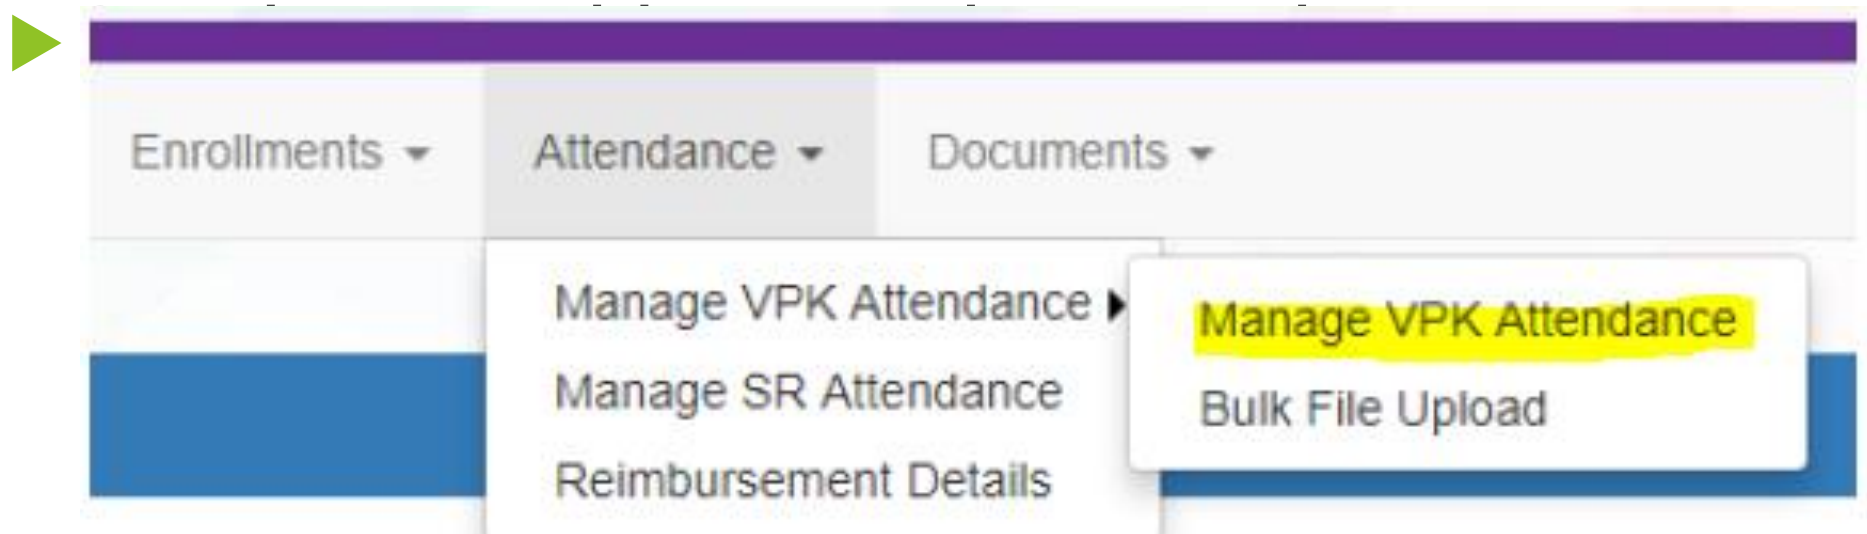 Enrollments Attendance Documents
Manage VPK Attendance
Manage SR Attendance
Reimbursement Details
Manage VPK Attendance
Bulk File Upload